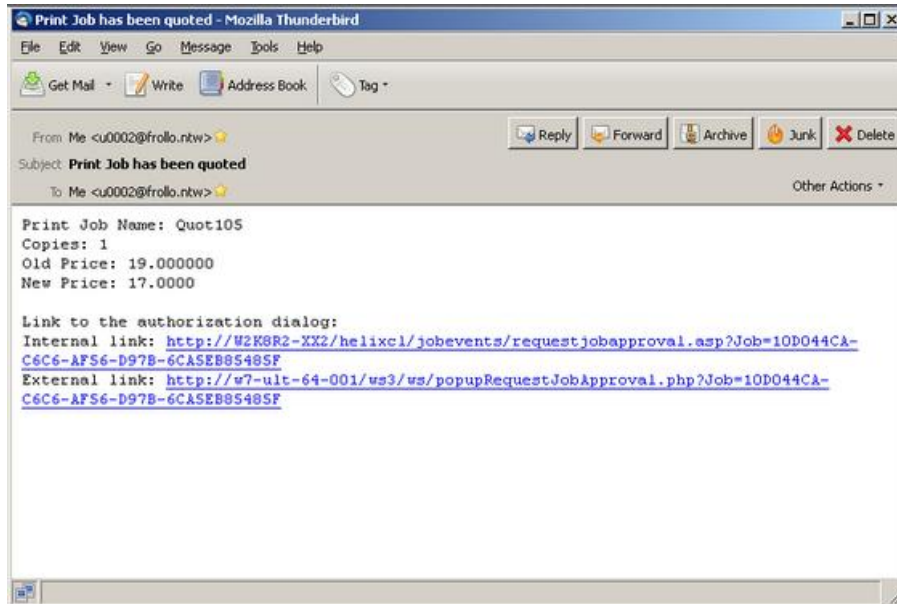 Print Job has been quoted - Mozilla Thunderbird
File Edit View Go Message Tools Help
Get Mail Write Address Book Tag
From Me <u0002@frollo.ntw> Reply Forward Archive Junk Delete
Subject Print Job has been quoted
To Me <u0002@frollo.ntw> Other Actions
Print Job Name: Quot105
Copies: 1
Old Price: 19.000000
New Price: 17.0000
Link to the authorization dialog:
Internal link: http://W2K8R2-XX2/helixcl/jobevents/requestjobapproval.asp?Job=10D044CA-
C6C6-AF56-D97B-6CA5EB85485F
External link: http://w7-ult-64-001/ws3/ws/popupRequestJobApproval.php?Job=10D044CA-
C6C6-AF56-D97B-6CA5EB85485F